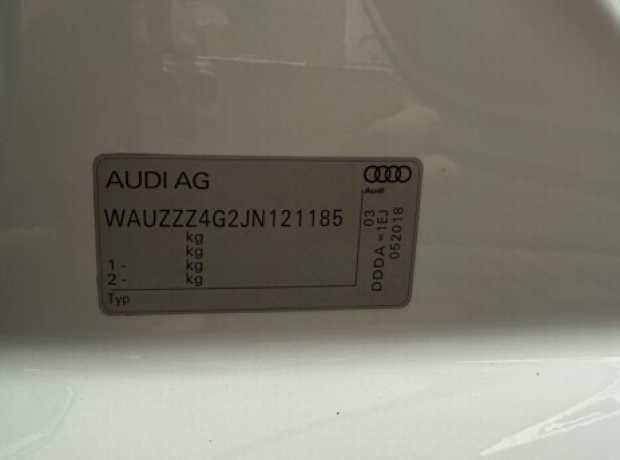 AUDI AG
Audi
WAUZZZ4G2JN121185
kg
kg
1 - kg
2 - kg
Typ
03
DDDA =1EJ
052018